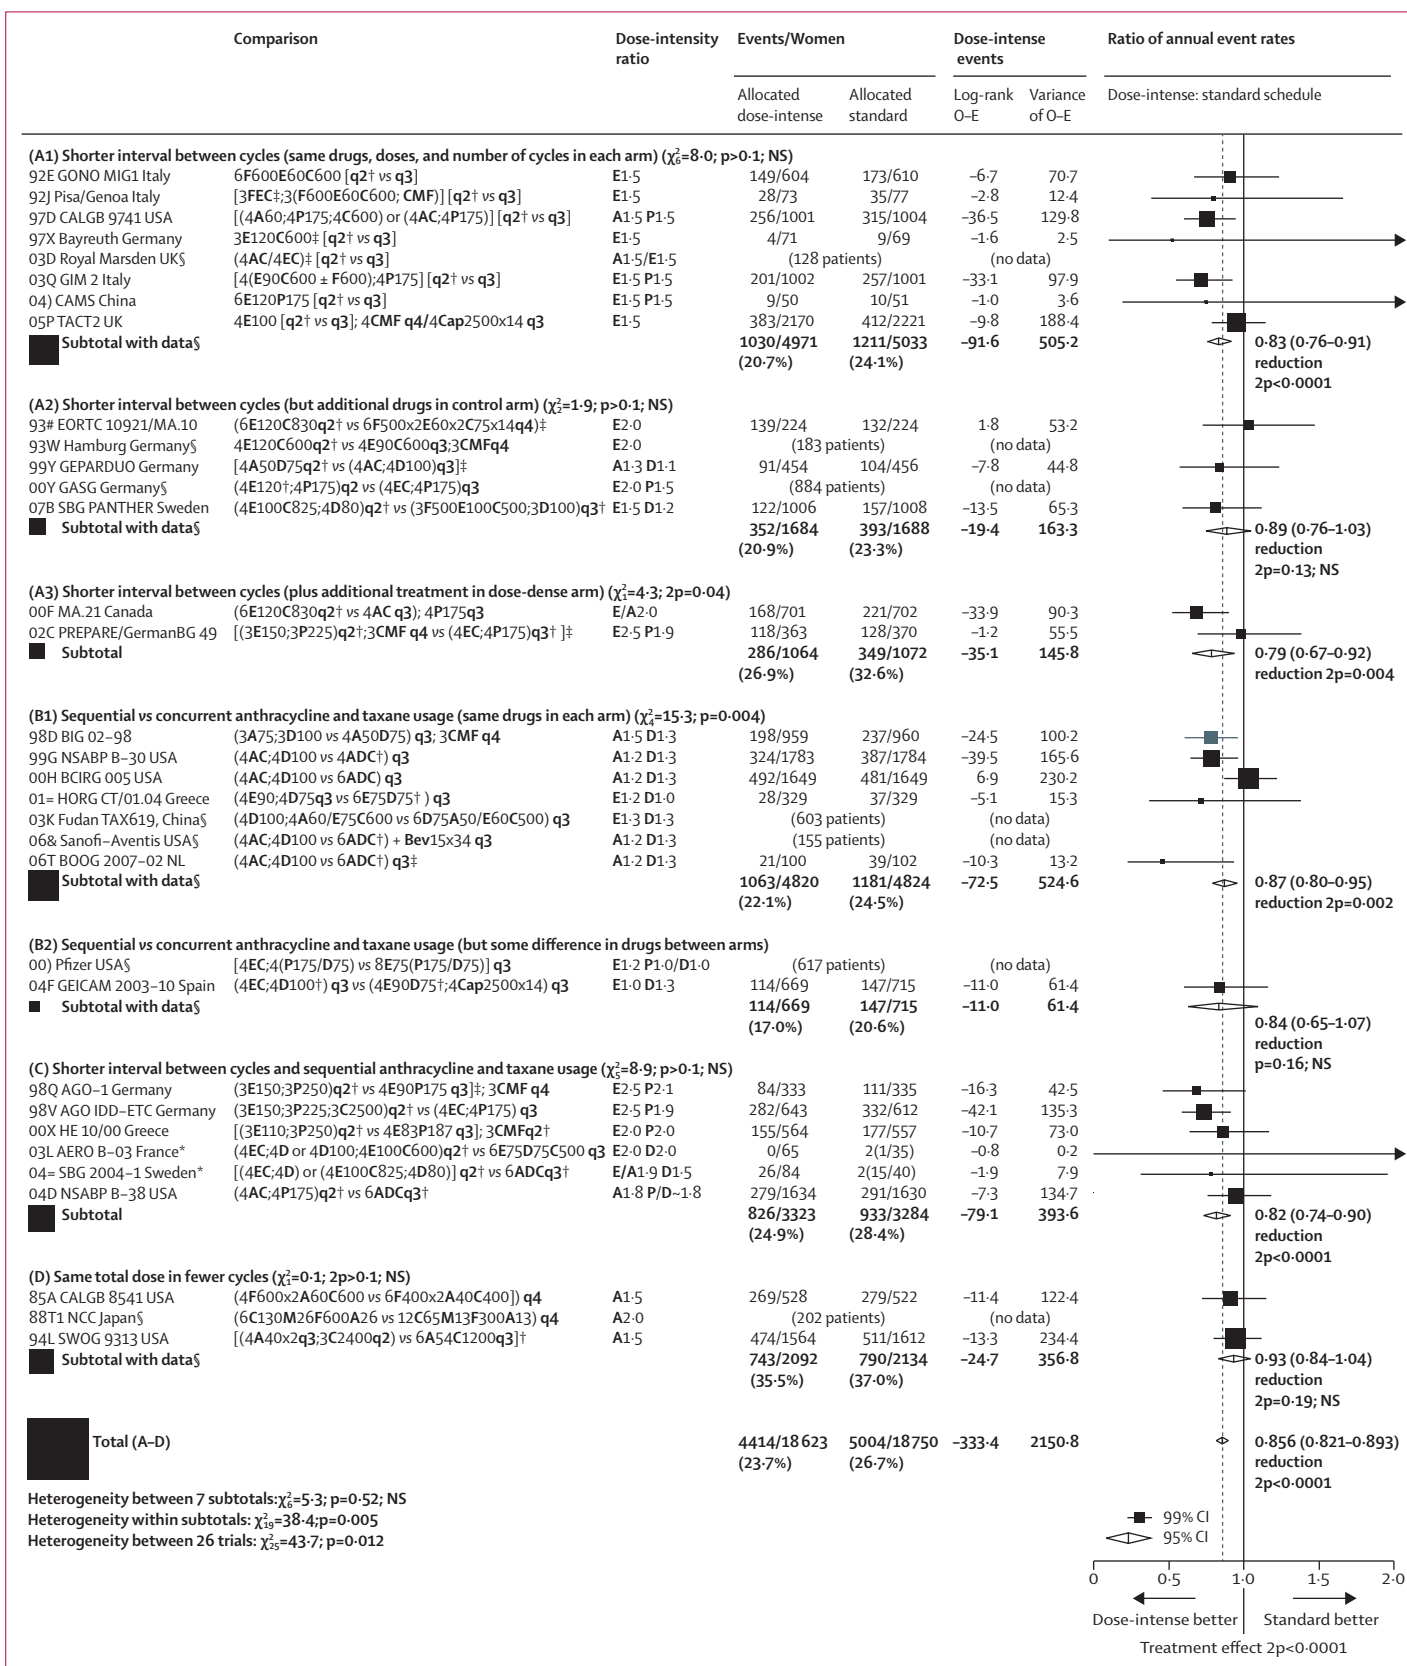 Comparison Dose-intensity Events/Women Dose-intense Ratio of annual event rates
ratio events
Allocated Allocated Log-rank Variance Dose-intense: standard schedule
dose-intense standard O–E of O–E
(A1) Shorter interval between cycles (same drugs, doses, and number of cycles in each arm) (χ²₆=8·0; p>0·1; NS)
92E GONO MIG1 Italy 6F600E60C600 [q2† vs q3] E1·5 149/604 173/610 –6·7 70·7
92J Pisa/Genoa Italy [3FEC‡;3(F600E60C600; CMF)] [q2† vs q3] E1·5 28/73 35/77 –2·8 12·4
97D CALGB 9741 USA [(4A60;4P175;4C600) or (4AC;4P175)] [q2† vs q3] A1·5 P1·5 256/1001 315/1004 –36·5 129·8
97X Bayreuth Germany 3E120C600‡ [q2† vs q3] E1·5 4/71 9/69 –1·6 2·5
03D Royal Marsden UK§ (4AC/4EC)‡ [q2† vs q3] A1·5/E1·5 (128 patients) (no data)
03Q GIM 2 Italy [4(E90C600 ± F600);4P175] [q2† vs q3] E1·5 P1·5 201/1002 257/1001 –33·1 97·9
04) CAMS China 6E120P175 [q2† vs q3] E1·5 P1·5 9/50 10/51 –1·0 3·6
05P TACT2 UK 4E100 [q2† vs q3]; 4CMF q4/4Cap2500x14 q3 E1·5 383/2170 412/2221 –9·8 188·4
Subtotal with data§ 1030/4971 1211/5033 –91·6 505·2 0·83 (0·76–0·91)
(20·7%) (24·1%) reduction
2p<0·0001
(A2) Shorter interval between cycles (but additional drugs in control arm) (χ²₂=1·9; p>0·1; NS)
93# EORTC 10921/MA.10 (6E120C830q2† vs 6F500x2E60x2C75x14q4)‡ E2·0 139/224 132/224 1·8 53·2
93W Hamburg Germany§ 4E120C600q2† vs 4E90C600q3;3CMFq4 E2·0 (183 patients) (no data)
99Y GEPARDUO Germany [4A50D75q2† vs (4AC;4D100)q3]‡ A1·3 D1·1 91/454 104/456 –7·8 44·8
00Y GASG Germany§ (4E120†;4P175)q2 vs (4EC;4P175)q3 E2·0 P1·5 (884 patients) (no data)
07B SBG PANTHER Sweden (4E100C825;4D80)q2† vs (3F500E100C500;3D100)q3† E1·5 D1·2 122/1006 157/1008 –13·5 65·3
Subtotal with data§ 352/1684 393/1688 –19·4 163·3 0·89 (0·76–1·03)
(20·9%) (23·3%) reduction
2p=0·13; NS
(A3) Shorter interval between cycles (plus additional treatment in dose-dense arm) (χ²₁=4·3; 2p=0·04)
00F MA.21 Canada (6E120C830q2† vs 4AC q3); 4P175q3 E/A2·0 168/701 221/702 –33·9 90·3
02C PREPARE/GermanBG 49 [(3E150;3P225)q2†;3CMF q4 vs (4EC;4P175)q3† ]‡ E2·5 P1·9 118/363 128/370 –1·2 55·5
Subtotal 286/1064 349/1072 –35·1 145·8 0·79 (0·67–0·92)
(26·9%) (32·6%) reduction 2p=0·004
(B1) Sequential vs concurrent anthracycline and taxane usage (same drugs in each arm) (χ²₄=15·3; p=0·004)
98D BIG 02–98 (3A75;3D100 vs 4A50D75) q3; 3CMF q4 A1·5 D1·3 198/959 237/960 –24·5 100·2
99G NSABP B–30 USA (4AC;4D100 vs 4ADC†) q3 A1·2 D1·3 324/1783 387/1784 –39·5 165·6
00H BCIRG 005 USA (4AC;4D100 vs 6ADC) q3 A1·2 D1·3 492/1649 481/1649 6·9 230·2
01= HORG CT/01.04 Greece (4E90;4D75q3 vs 6E75D75† ) q3 E1·2 D1·0 28/329 37/329 –5·1 15·3
03K Fudan TAX619, China§ (4D100;4A60/E75C600 vs 6D75A50/E60C500) q3 E1·3 D1·3 (603 patients) (no data)
06& Sanofi–Aventis USA§ (4AC;4D100 vs 6ADC†) + Bev15x34 q3 A1·2 D1·3 (155 patients) (no data)
06T BOOG 2007–02 NL (4AC;4D100 vs 6ADC†) q3‡ A1·2 D1·3 21/100 39/102 –10·3 13·2
Subtotal with data§ 1063/4820 1181/4824 –72·5 524·6 0·87 (0·80–0·95)
(22·1%) (24·5%) reduction 2p=0·002
(B2) Sequential vs concurrent anthracycline and taxane usage (but some difference in drugs between arms)
00) Pfizer USA§ [4EC;4(P175/D75) vs 8E75(P175/D75)] q3 E1·2 P1·0/D1·0 (617 patients) (no data)
04F GEICAM 2003–10 Spain (4EC;4D100†) q3 vs (4E90D75†;4Cap2500x14) q3 E1·0 D1·3 114/669 147/715 –11·0 61·4
Subtotal with data§ 114/669 147/715 –11·0 61·4
(17·0%) (20·6%) 0·84 (0·65–1·07)
reduction
p=0·16; NS
(C) Shorter interval between cycles and sequential anthracycline and taxane usage (χ²₅=8·9; p>0·1; NS)
98Q AGO–1 Germany (3E150;3P250)q2† vs 4E90P175 q3]‡; 3CMF q4 E2·5 P2·1 84/333 111/335 –16·3 42·5
98V AGO IDD–ETC Germany (3E150;3P225;3C2500)q2† vs (4EC;4P175) q3 E2·5 P1·9 282/643 332/612 –42·1 135·3
00X HE 10/00 Greece [(3E110;3P250)q2† vs 4E83P187 q3]; 3CMFq2† E2·0 P2·0 155/564 177/557 –10·7 73·0
03L AERO B–03 France* (4EC;4D or 4D100;4E100C600)q2† vs 6E75D75C500 q3 E2·0 D2·0 0/65 2(1/35) –0·8 0·2
04= SBG 2004–1 Sweden* [(4EC;4D) or (4E100C825;4D80)] q2† vs 6ADCq3† E/A1·9 D1·5 26/84 2(15/40) –1·9 7·9
04D NSABP B–38 USA (4AC;4P175)q2† vs 6ADCq3† A1·8 P/D~1·8 279/1634 291/1630 –7·3 134·7
Subtotal 826/3323 933/3284 –79·1 393·6 0·82 (0·74–0·90)
(24·9%) (28·4%) reduction
2p<0·0001
(D) Same total dose in fewer cycles (χ²₁=0·1; 2p>0·1; NS)
85A CALGB 8541 USA (4F600x2A60C600 vs 6F400x2A40C400]) q4 A1·5 269/528 279/522 –11·4 122·4
88T1 NCC Japan§ (6C130M26F600A26 vs 12C65M13F300A13) q4 A2·0 (202 patients) (no data)
94L SWOG 9313 USA [(4A40x2q3;3C2400q2) vs 6A54C1200q3]† A1·5 474/1564 511/1612 –13·3 234·4
Subtotal with data§ 743/2092 790/2134 –24·7 356·8 0·93 (0·84–1·04)
(35·5%) (37·0%) reduction
2p=0·19; NS
Total (A–D) 4414/18 623 5004/18 750 –333·4 2150·8 0·856 (0·821–0·893)
(23·7%) (26·7%) reduction
2p<0·0001
Heterogeneity between 7 subtotals:χ²₆=5·3; p=0·52; NS
Heterogeneity within subtotals: χ²₁₉=38·4;p=0·005
Heterogeneity between 26 trials: χ²₂₅=43·7; p=0·012
99% CI
95% CI
0 0·5 1·0 1·5 2·0
Dose-intense better Standard better
Treatment effect 2p<0·0001